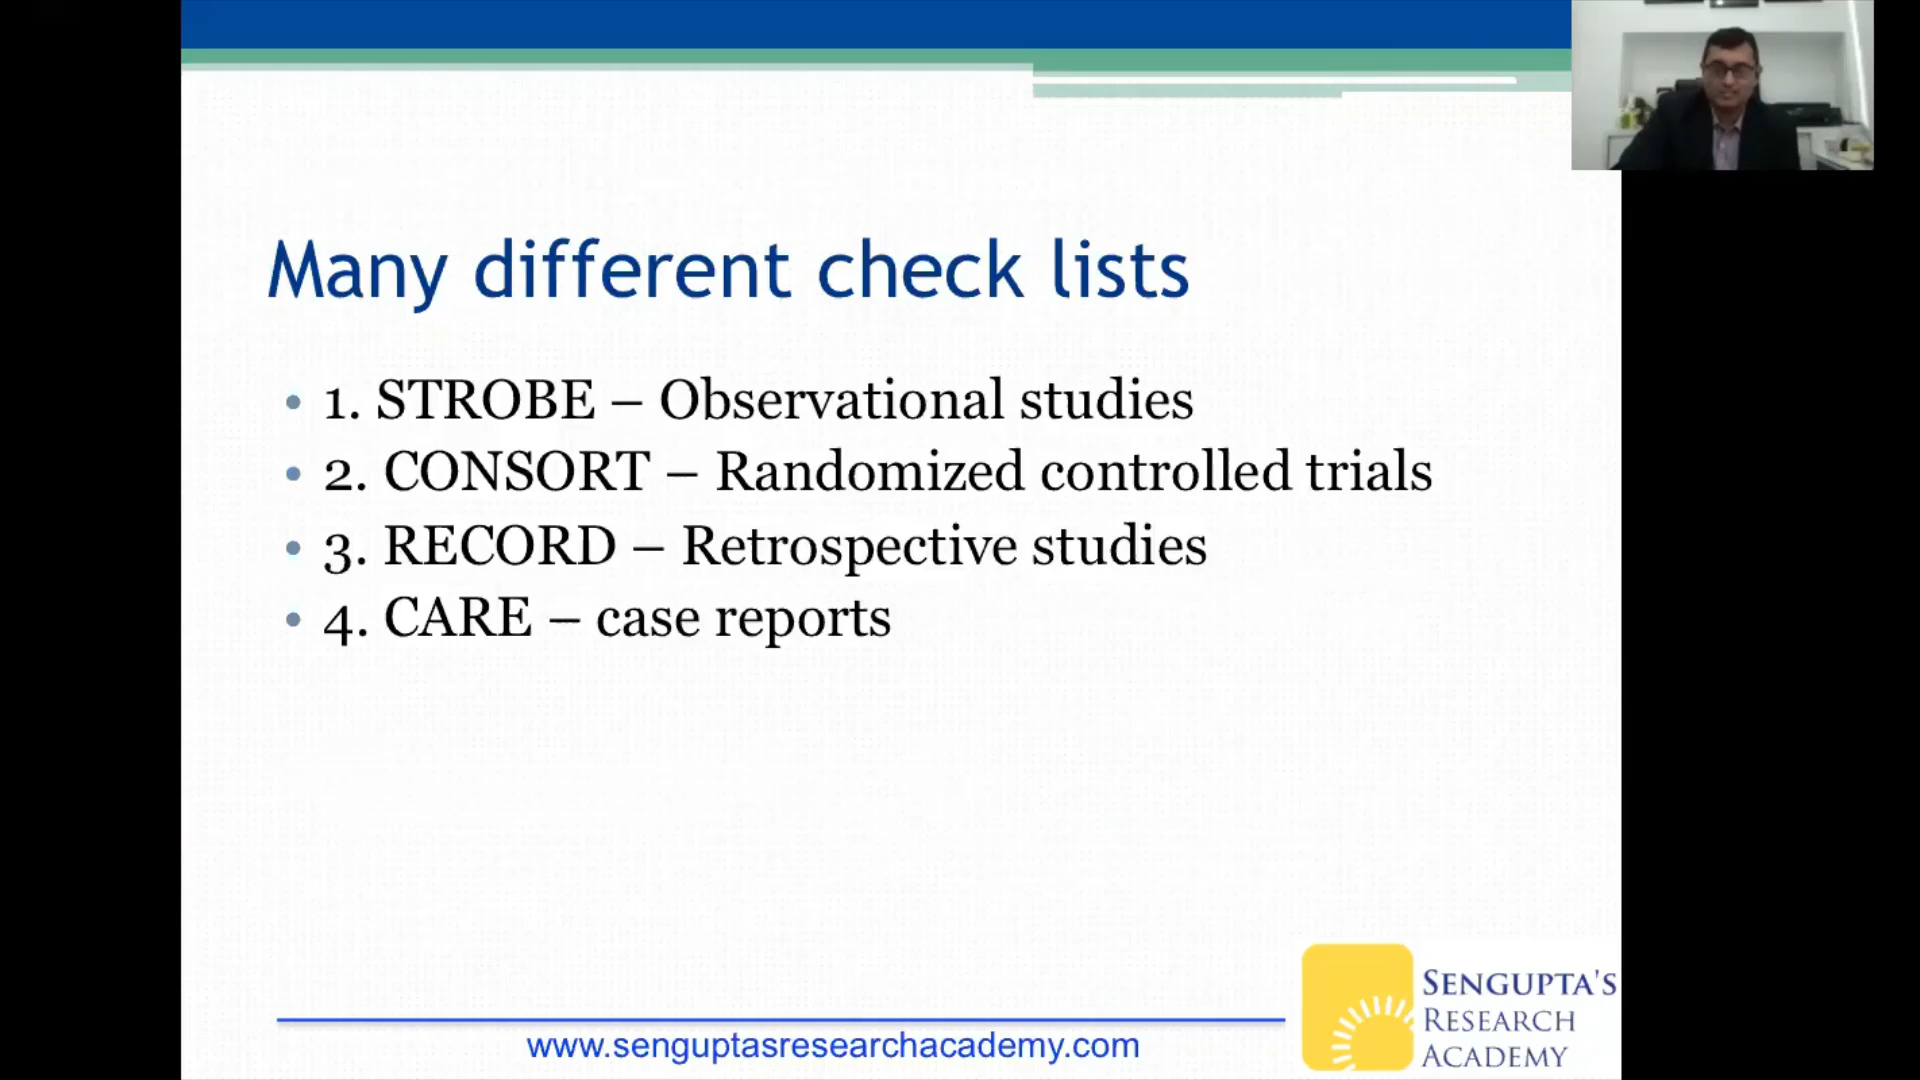 Many different check lists
• 1. STROBE – Observational studies
• 2. CONSORT – Randomized controlled trials
• 3. RECORD – Retrospective studies
• 4. CARE – case reports
www.senguptasresearchacademy.com
SENGUPTA'S
RESEARCH
ACADEMY